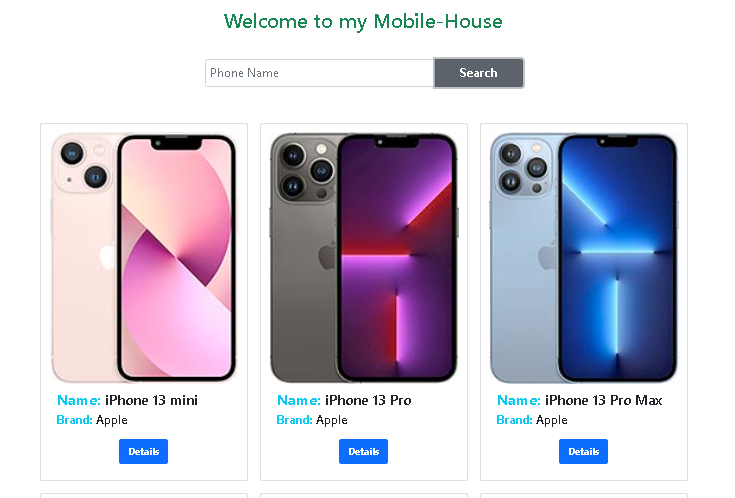 Welcome to my Mobile-House
Phone Name
Search
Name: iPhone 13 mini
Brand: Apple
Details
Name: iPhone 13 Pro
Brand: Apple
Details
Name: iPhone 13 Pro Max
Brand: Apple
Details